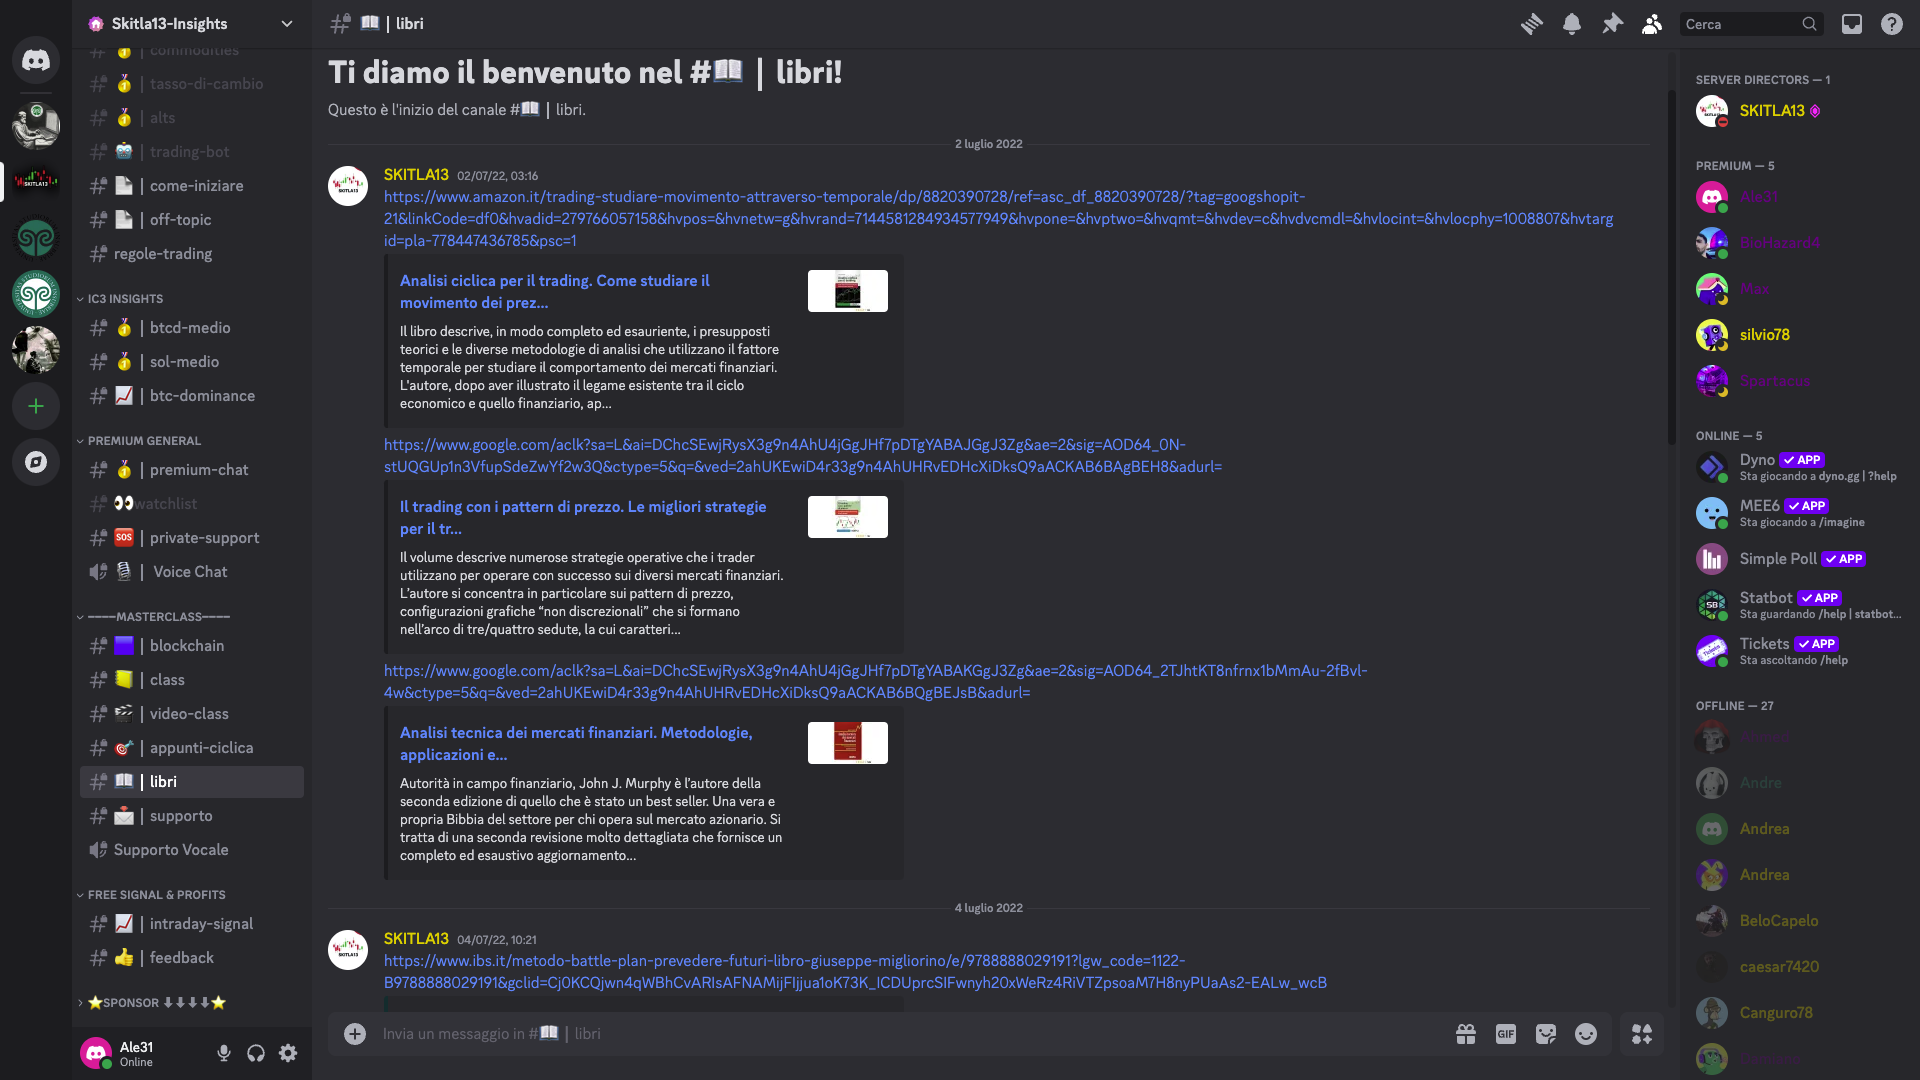 Skitla13-Insights
commodities
| tasso-di-cambio
| alts
| trading-bot
| come-iniziare
| off-topic
regole-trading
IC3 INSIGHTS
| btcd-medio
| sol-medio
| btc-dominance
PREMIUM GENERAL
| premium-chat
watchlist
SOS | private-support
| Voice Chat
━━━MASTERCLASS━━━
| blockchain
| class
| video-class
| appunti-ciclica
| libri
| supporto
Supporto Vocale
FREE SIGNAL & PROFITS
| intraday-signal
| feedback
⭐SPONSOR ⬇⬇⬇⬇⭐
Ale31
Online
# 📖 | libri
Cerca
Ti diamo il benvenuto nel #📖 | libri!
Questo è l'inizio del canale #📖 | libri.
2 luglio 2022
SKITLA13 02/07/22, 03:16
https://www.amazon.it/trading-studiare-movimento-attraverso-temporale/dp/8820390728/ref=asc_df_8820390728/?tag=googshopit-
21&linkCode=df0&hvadid=279766057158&hvpos=&hvnetw=g&hvrand=7144581284934577949&hvpone=&hvptwo=&hvqmt=&hvdev=c&hvdvcmdl=&hvlocint=&hvlocphy=1008807&hvtarg
id=pla-778447436785&psc=1
Analisi ciclica per il trading. Come studiare il
movimento dei prez...
Il libro descrive, in modo completo ed esauriente, i presupposti
teorici e le diverse metodologie di analisi che utilizzano il fattore
temporale per studiare il comportamento dei mercati finanziari.
L'autore, dopo aver illustrato il legame esistente tra il ciclo
economico e quello finanziario, ap...
https://www.google.com/aclk?sa=L&ai=DChcSEwjRysX3g9n4AhU4jGgJHf7pDTgYABAJGgJ3Zg&ae=2&sig=AOD64_0N-
stUQGUp1n3VfupSdeZwYf2w3Q&ctype=5&q=&ved=2ahUKEwiD4r33g9n4AhUHRvEDHcXiDksQ9aACKAB6BAgBEH8&adurl=
Il trading con i pattern di prezzo. Le migliori strategie
per il tr...
Il volume descrive numerose strategie operative che i trader
utilizzano per operare con successo sui diversi mercati finanziari.
L’autore si concentra in particolare sui pattern di prezzo,
configurazioni grafiche “non discrezionali” che si formano
nell’arco di tre/quattro sedute, la cui caratteri...
https://www.google.com/aclk?sa=L&ai=DChcSEwjRysX3g9n4AhU4jGgJHf7pDTgYABAKGgJ3Zg&ae=2&sig=AOD64_2TJhtKT8nfrnx1bMmAu-2fBvl-
4w&ctype=5&q=&ved=2ahUKEwiD4r33g9n4AhUHRvEDHcXiDksQ9aACKAB6BQgBEJsB&adurl=
Analisi tecnica dei mercati finanziari. Metodologie,
applicazioni e...
Autorità in campo finanziario, John J. Murphy è l’autore della
seconda edizione di quello che è stato un best seller. Una vera e
propria Bibbia del settore per chi opera sul mercato azionario. Si
tratta di una seconda revisione molto dettagliata che fornisce un
completo ed esaustivo aggiornamento...
4 luglio 2022
SKITLA13 04/07/22, 10:21
https://www.ibs.it/metodo-battle-plan-prevedere-futuri-libro-giuseppe-migliorino/e/9788888029191?lgw_code=1122-
B9788888029191&gclid=Cj0KCQjwn4qWBhCvARIsAFNAMijFIjjua1oK73K_ICDUprcSIFwnyh20xWeRz4RiVTZpsoaM7H8nyPUaAs2-EALw_wcB
Invia un messaggio in #📖 | libri
GIF
SERVER DIRECTORS — 1
SKITLA13
PREMIUM — 5
Ale31
BioHazard4
Max
silvio78
Spartacus
ONLINE — 5
Dyno ✓ APP
Sta giocando a dyno.gg | ?help
MEE6 ✓ APP
Sta giocando a /imagine
Simple Poll ✓ APP
Statbot ✓ APP
Sta guardando /help | statbot...
Tickets ✓ APP
Sta ascoltando /help
OFFLINE — 27
Andre
Andrea
Andrea
BeloCapelo
caesar7420
Canguro78